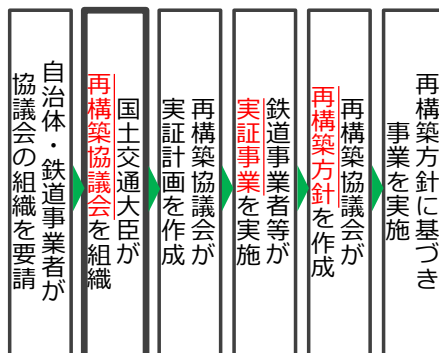 自治体・鉄道事業者が
協議会の組織を要請
国土交通大臣が
再構築協議会を組織
再構築協議会が
実証計画を作成
鉄道事業者等が
実証事業を実施
再構築協議会が
再構築方針を作成
再構築方針に基づき
事業を実施